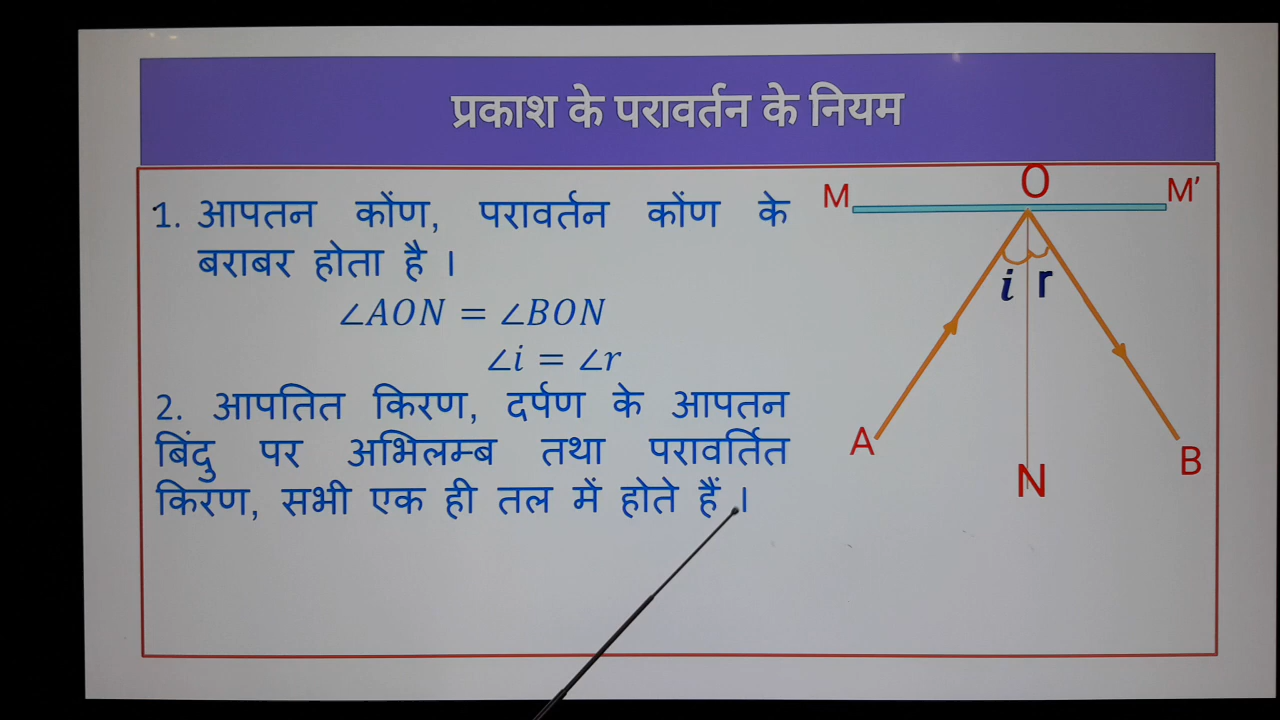 प्रकाश के परावर्तन के नियम
1. आपतन कोंण, परावर्तन कोंण के
बराबर होता है ।
∠AON = ∠BON
∠i = ∠r
2. आपतित किरण, दर्पण के आपतन
बिंदु पर अभिलम्ब तथा परावर्तित
किरण, सभी एक ही तल में होते हैं ।
M O M'
i r
A B
N